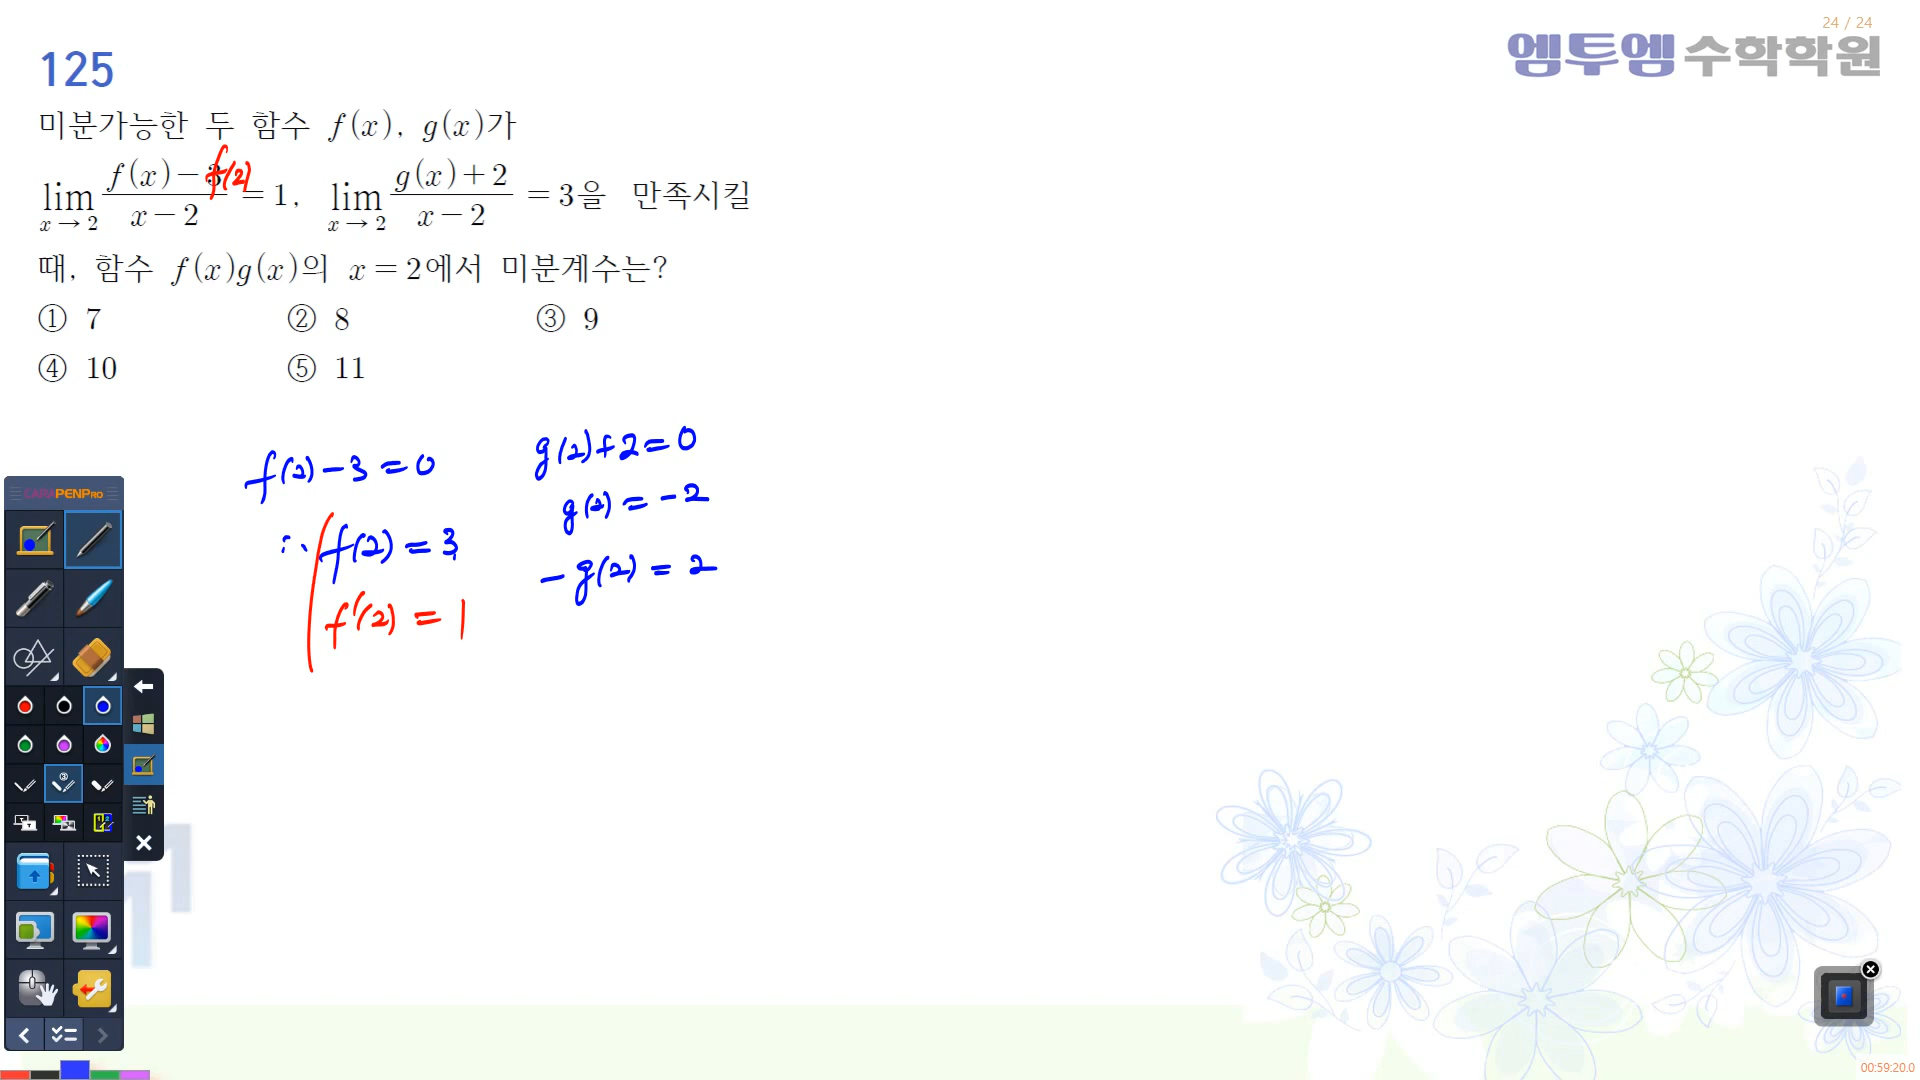 24 / 24
엠투엠 수학학원
125
미분가능한 두 함수 f(x), g(x)가
lim_{x→2} (f(x)−3)/(x−2) = 1, lim_{x→2} (g(x)+2)/(x−2) = 3을 만족시킬
f(2)
때, 함수 f(x)g(x)의 x=2에서 미분계수는?
① 7 ② 8 ③ 9
④ 10 ⑤ 11
f(2)−3=0
∴ f(2)=3
f'(2)=1
g(2)+2=0
g(2)=−2
−g(2)=2
CARAPENPRO
00:59:20.0